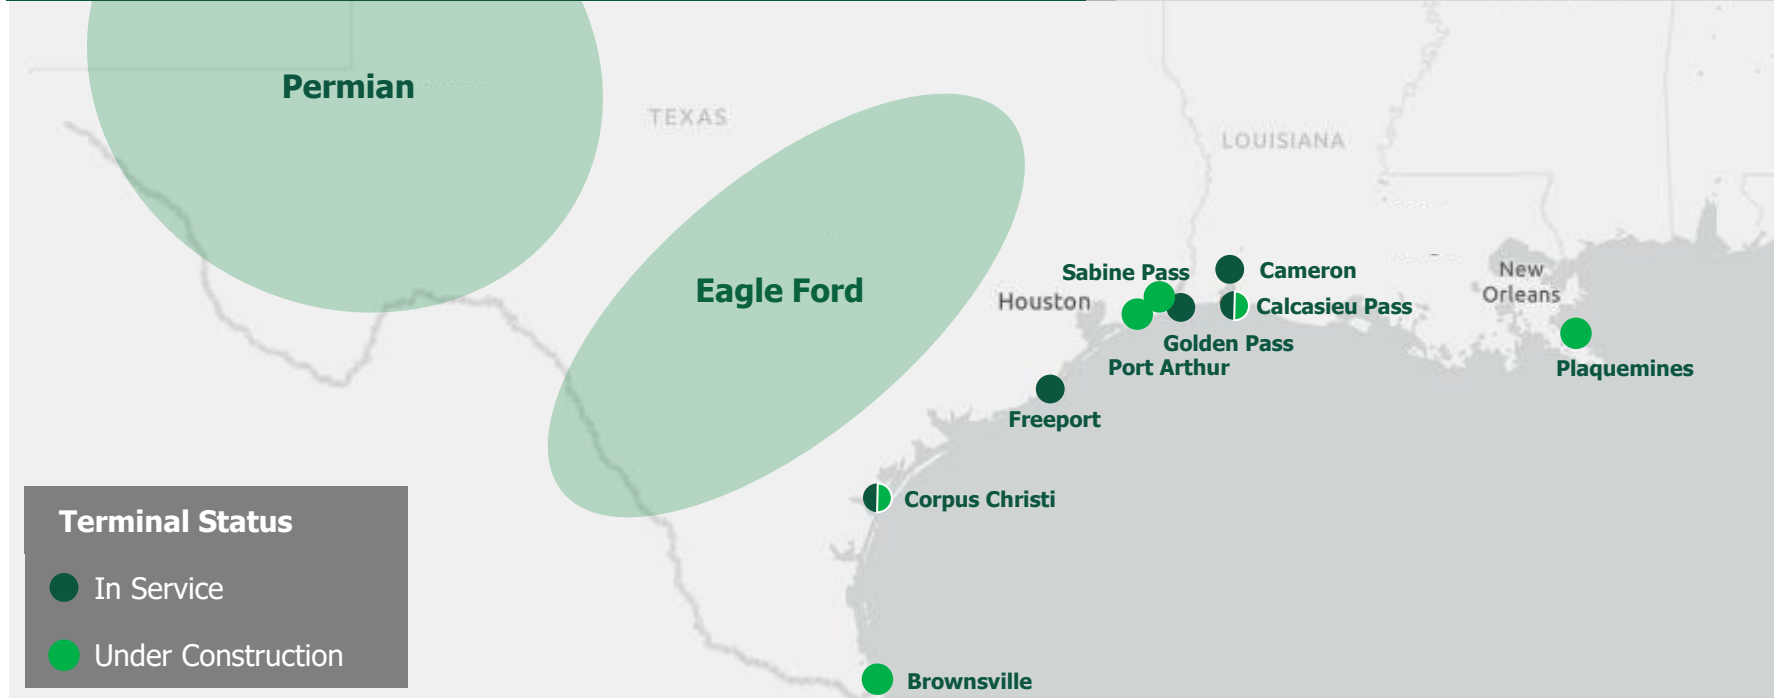 Permian
TEXAS
LOUISIANA
Eagle Ford
Sabine Pass
Cameron
New
Orleans
Houston
Calcasieu Pass
Golden Pass
Port Arthur
Plaquemines
Freeport
Corpus Christi
Terminal Status
In Service
Under Construction
Brownsville